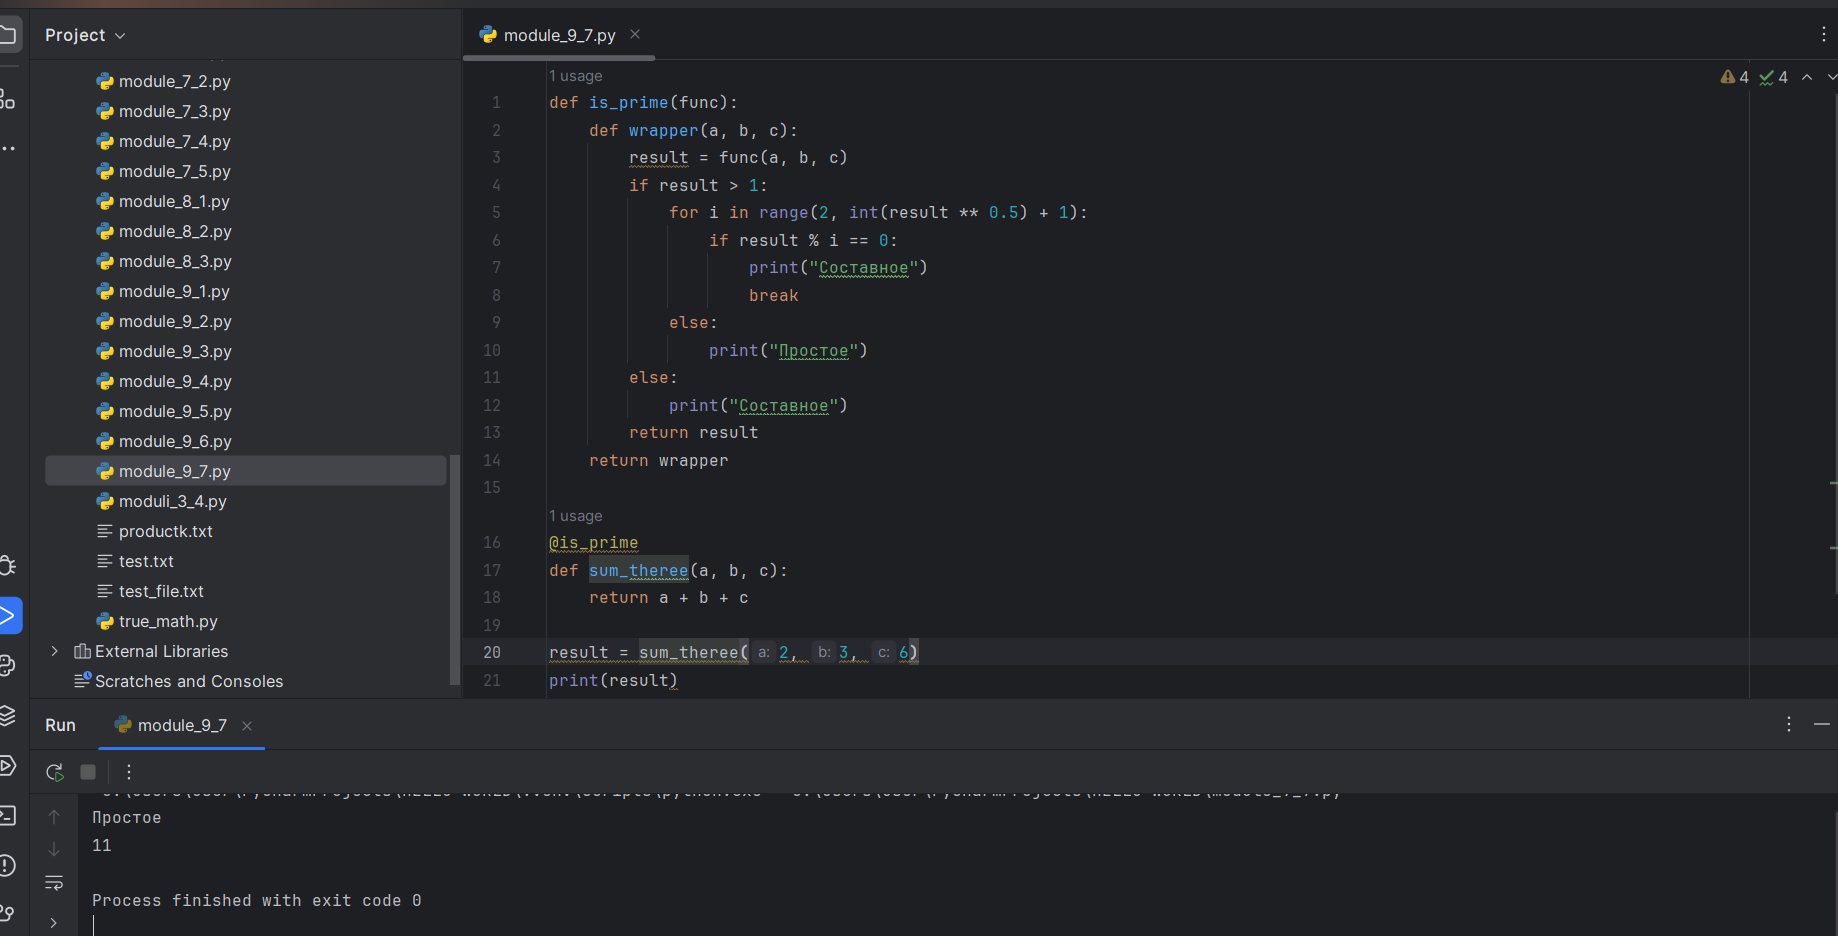 Project
module_7_2.py
module_7_3.py
module_7_4.py
module_7_5.py
module_8_1.py
module_8_2.py
module_8_3.py
module_9_1.py
module_9_2.py
module_9_3.py
module_9_4.py
module_9_5.py
module_9_6.py
module_9_7.py
moduli_3_4.py
productk.txt
test.txt
test_file.txt
true_math.py
External Libraries
Scratches and Consoles
module_9_7.py
4 4
1 usage
1 def is_prime(func):
2 def wrapper(a, b, c):
3 result = func(a, b, c)
4 if result > 1:
5 for i in range(2, int(result ** 0.5) + 1):
6 if result % i == 0:
7 print("Составное")
8 break
9 else:
10 print("Простое")
11 else:
12 print("Составное")
13 return result
14 return wrapper
15
1 usage
16 @is_prime
17 def sum_theree(a, b, c):
18 return a + b + c
19
20 result = sum_theree( a: 2, b: 3, c: 6)
21 print(result)
Run module_9_7
Простое
11
Process finished with exit code 0